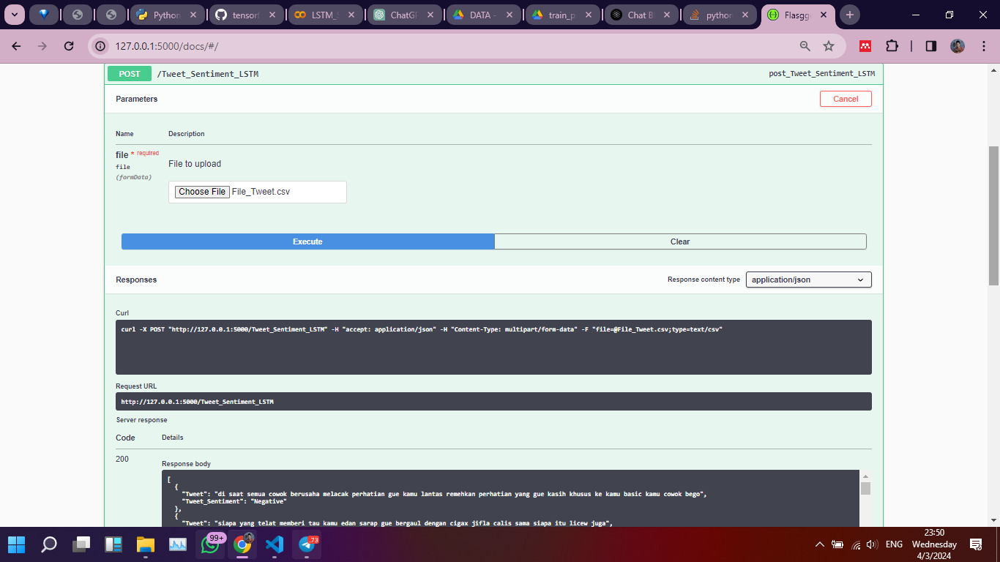 Python
tensorf
LSTM_S
ChatGP
DATA -
train_p
Chat B
python
Flasgg
127.0.0.1:5000/docs/#/
POST /Tweet_Sentiment_LSTM post_Tweet_Sentiment_LSTM
Parameters Cancel
Name Description
file * required
file
(formData)
File to upload
Choose File File_Tweet.csv
Execute Clear
Responses Response content type application/json
Curl
curl -X POST "http://127.0.0.1:5000/Tweet_Sentiment_LSTM" -H "accept: application/json" -H "Content-Type: multipart/form-data" -F "file=@File_Tweet.csv;type=text/csv"
Request URL
http://127.0.0.1:5000/Tweet_Sentiment_LSTM
Server response
Code Details
200
Response body
[
{
"Tweet": "di saat semua cowok berusaha melacak perhatian gue kamu lantas remehkan perhatian yang gue kasih khusus ke kamu basic kamu cowok bego",
"Tweet_Sentiment": "Negative"
},
{
"Tweet": "siapa yang telat memberi tau kamu edan sarap gue bergaul dengan cigax jifla calis sama siapa itu licew juga",
99+
73
ENG
23:50
Wednesday
4/3/2024